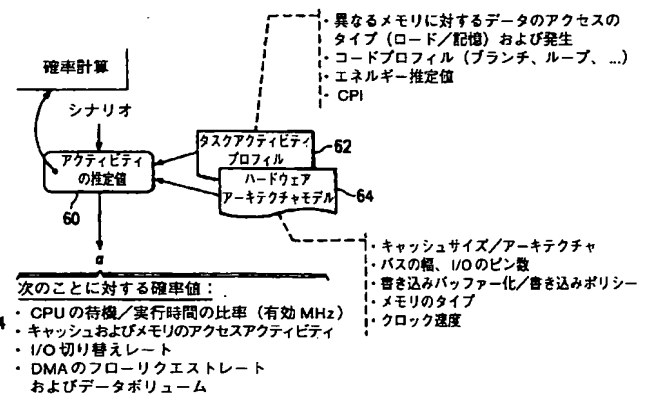 ・異なるメモリに対するデータのアクセスの
タイプ（ロード／記憶）および発生
・コードプロフィル（ブランチ、ループ、...）
・エネルギー推定値
・CPI
確率計算
シナリオ
アクティビティ
の推定値
60
タスクアクティビティ
プロフィル
62
ハードウェア
アーキテクチャモデル
64
α
次のことに対する確率値：
・CPUの待機／実行時間の比率（有効MHz）
・キャッシュおよびメモリのアクセスアクティビティ
・I/O切り替えレート
・DMAのフローリクエストレート
およびデータボリューム
・キャッシュサイズ／アーキテクチャ
・バスの幅、I/Oのピン数
・書き込みバッファー化／書き込みポリシー
・メモリのタイプ
・クロック速度